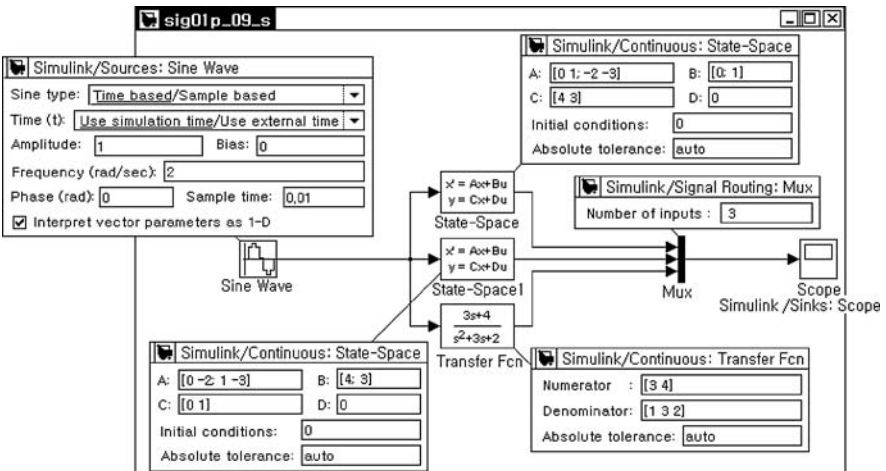 sig01p_09_s
Simulink/Sources: Sine Wave
Sine type: Time based/Sample based
Time (t): Use simulation time/Use external time
Amplitude: 1 Bias: 0
Frequency (rad/sec): 2
Phase (rad): 0 Sample time: 0,01
Interpret vector parameters as 1-D
Sine Wave
Simulink/Continuous: State-Space
A: [0 1; -2 -3] B: [0; 1]
C: [4 3] D: 0
Initial conditions: 0
Absolute tolerance: auto
x' = Ax+Bu
y = Cx+Du
State-Space
Simulink/Signal Routing: Mux
Number of inputs : 3
x' = Ax+Bu
y = Cx+Du
State-Space1
Mux
Scope
Simulink /Sinks: Scope
3s+4
s²+3s+2
Transfer Fcn
Simulink/Continuous: State-Space
A: [0 -2; 1 -3] B: [4; 3]
C: [0 1] D: 0
Initial conditions: 0
Absolute tolerance: auto
Simulink/Continuous: Transfer Fcn
Numerator : [3 4]
Denominator: [1 3 2]
Absolute tolerance: auto